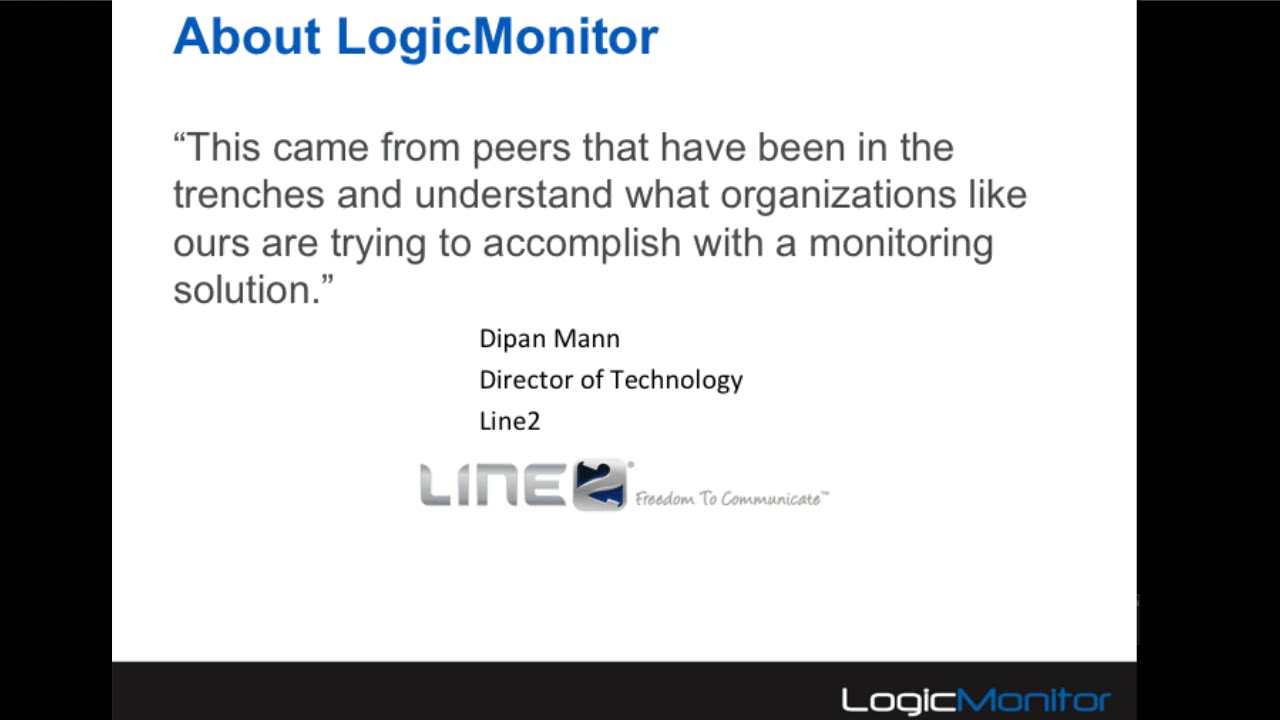 About LogicMonitor
“This came from peers that have been in the
trenches and understand what organizations like
ours are trying to accomplish with a monitoring
solution.”
Dipan Mann
Director of Technology
Line2
LINE2® Freedom To Communicate™
LogicMonitor